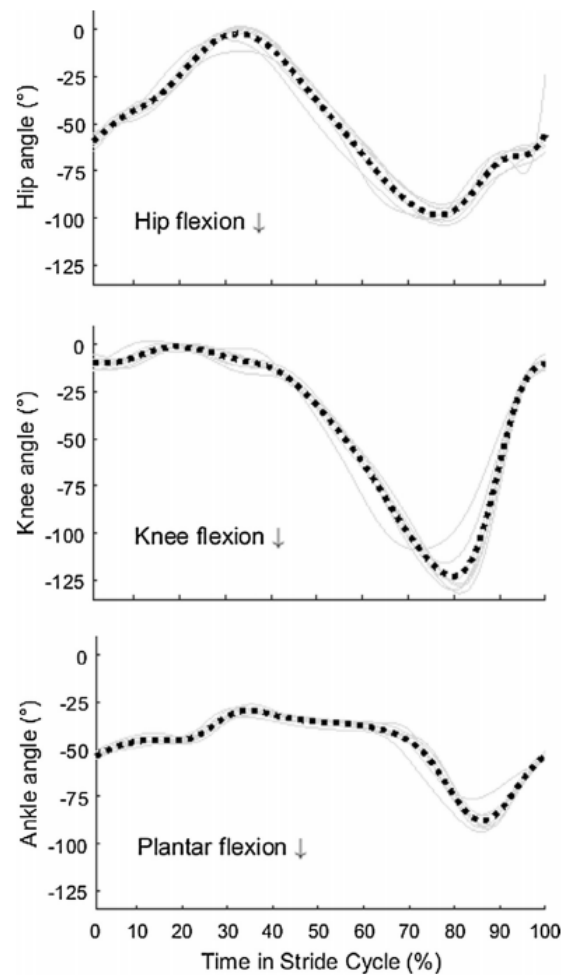 0
-25
-50
-75
-100
-125
Hip angle (°)
Hip flexion ↓
0
-25
-50
-75
-100
-125
Knee angle (°)
Knee flexion ↓
0
-25
-50
-75
-100
-125
Ankle angle (°)
Plantar flexion ↓
0 10 20 30 40 50 60 70 80 90 100
Time in Stride Cycle (%)